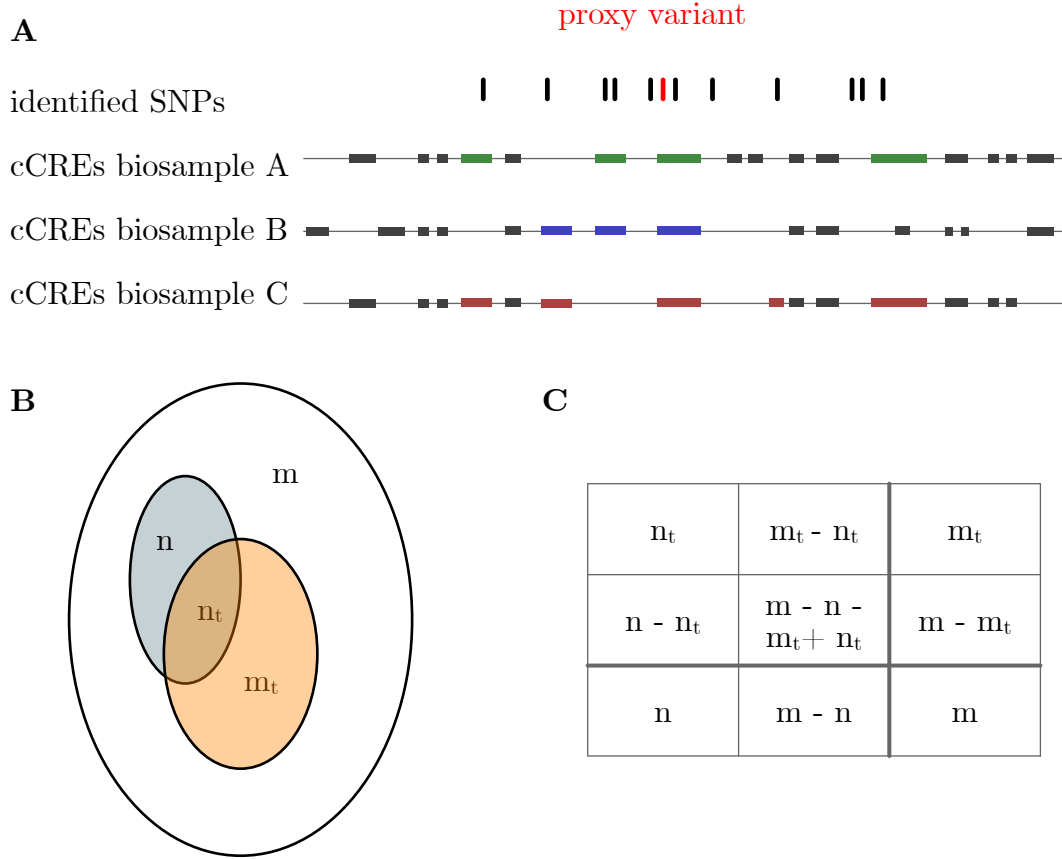 proxy variant
A
identified SNPs
cCREs biosample A
cCREs biosample B
cCREs biosample C
B
m
n
nₜ
mₜ
C
nₜ
mₜ - nₜ
mₜ
n - nₜ
m - n -
mₜ+ nₜ
m - mₜ
n
m - n
m